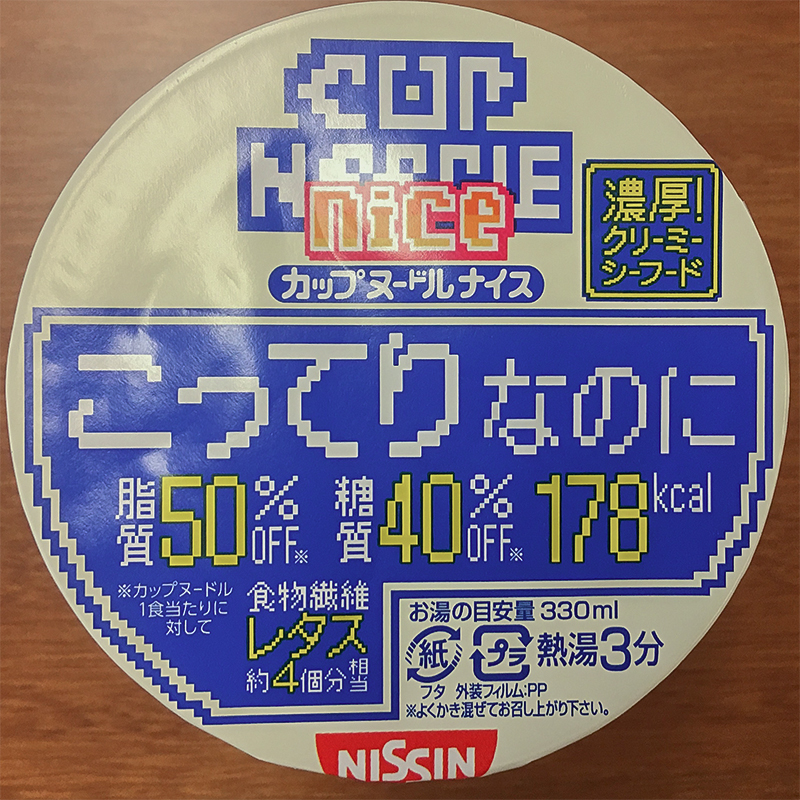 CUP
NOODLE
nice
カップヌードルナイス
濃厚!
クリーミー
シーフード
こってりなのに
脂質50%OFF※ 糖質40%OFF※ 178kcal
※カップヌードル
1食当たりに
対して
食物繊維
レタス
約4個分相当
お湯の目安量 330ml
紙 プラ 熱湯3分
フタ 外装フィルム:PP
※よくかき混ぜてお召し上がり下さい。
NISSIN